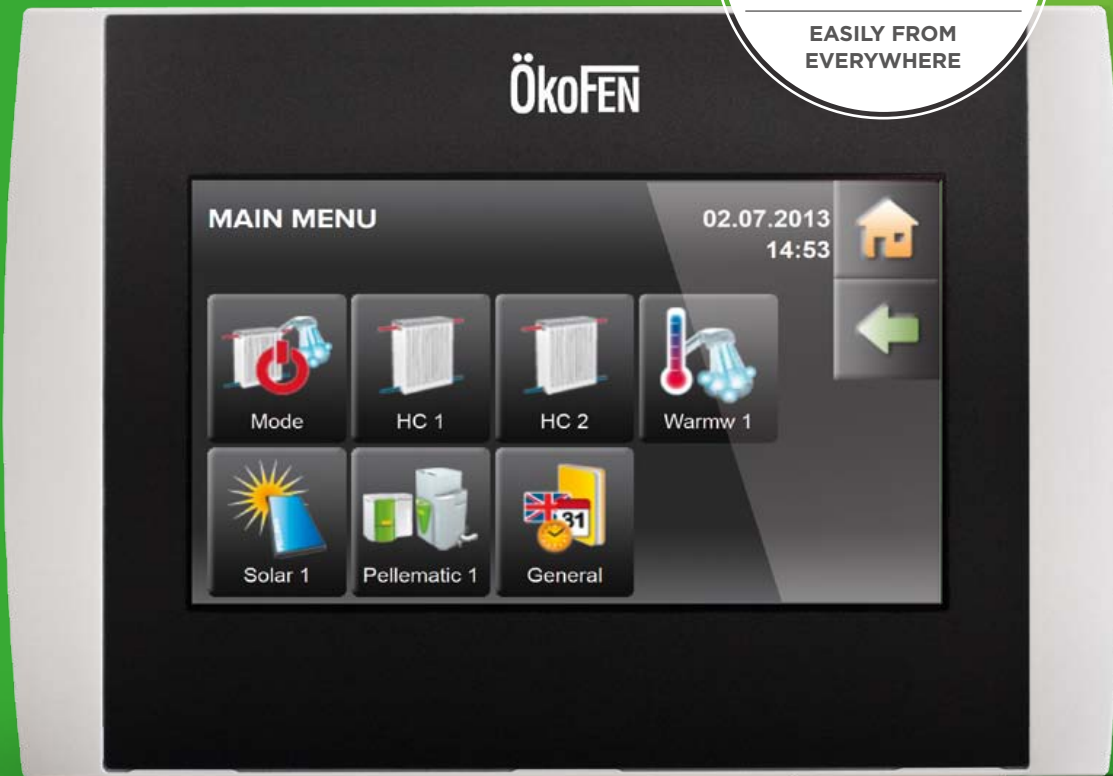 EASILY FROM
EVERYWHERE
ÖkoFEN
MAIN MENU
02.07.2013
14:53
Mode
HC 1
HC 2
Warmw 1
31
Solar 1
Pellematic 1
General